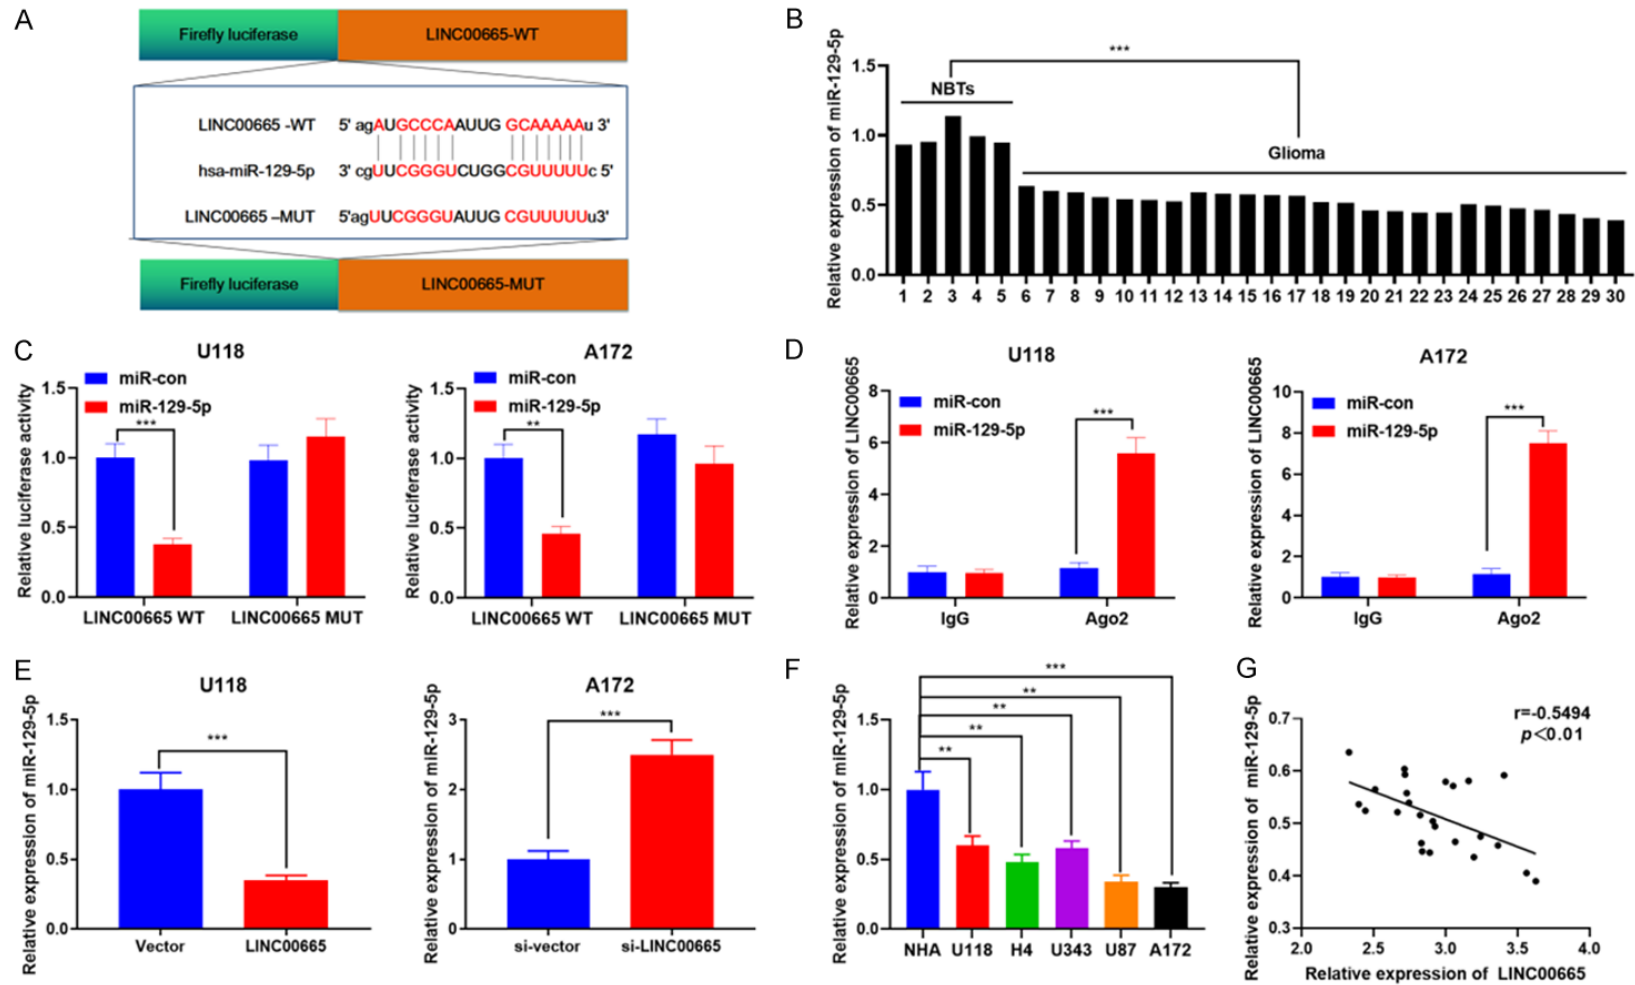 A
Firefly luciferase LINC00665-WT
LINC00665 -WT 5' agAUGCCCAAUUG GCAAAAAu 3'
hsa-miR-129-5p 3' cgUUCGGGUCUGGCGUUUUUc 5'
LINC00665 –MUT 5'agUUCGGGUAUUG CGUUUUUu3'
Firefly luciferase LINC00665-MUT
B
Relative expression of miR-129-5p
1.5
1.0
0.5
0.0
***
NBTs
Glioma
1 2 3 4 5 6 7 8 9 10 11 12 13 14 15 16 17 18 19 20 21 22 23 24 25 26 27 28 29 30
C
U118
Relative luciferase activity
1.5
1.0
0.5
0.0
miR-con
miR-129-5p
***
LINC00665 WT LINC00665 MUT
A172
Relative luciferase activity
1.5
1.0
0.5
0.0
miR-con
miR-129-5p
**
LINC00665 WT LINC00665 MUT
D
U118
Relative expression of LINC00665
8
6
4
2
0
miR-con
miR-129-5p
***
IgG Ago2
A172
Relative expression of LINC00665
10
8
6
4
2
0
miR-con
miR-129-5p
***
IgG Ago2
E
U118
Relative expression of miR-129-5p
1.5
1.0
0.5
0.0
***
Vector LINC00665
A172
Relative expression of miR-129-5p
3
2
1
0
***
si-vector si-LINC00665
F
Relative expression of miR-129-5p
1.5
1.0
0.5
0.0
***
**
**
**
**
NHA U118 H4 U343 U87 A172
G
Relative expression of miR-129-5p
0.7
0.6
0.5
0.4
0.3
r=-0.5494
p<0.01
2.0 2.5 3.0 3.5 4.0
Relative expression of LINC00665